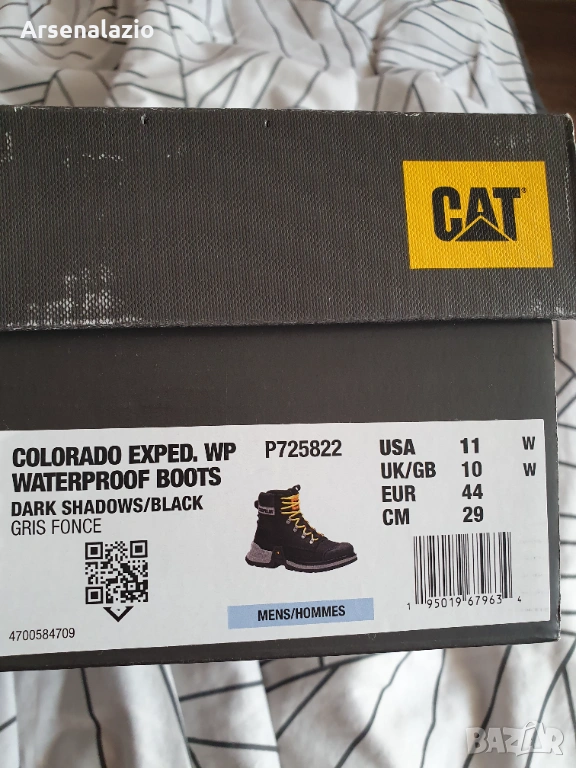 Arsenalazio
CAT®
COLORADO EXPED. WP P725822
WATERPROOF BOOTS
DARK SHADOWS/BLACK
GRIS FONCE
USA 11 W
UK/GB 10 W
EUR 44
CM 29
MENS/HOMMES
1 95019 67963 4
4700584709
BAZAR